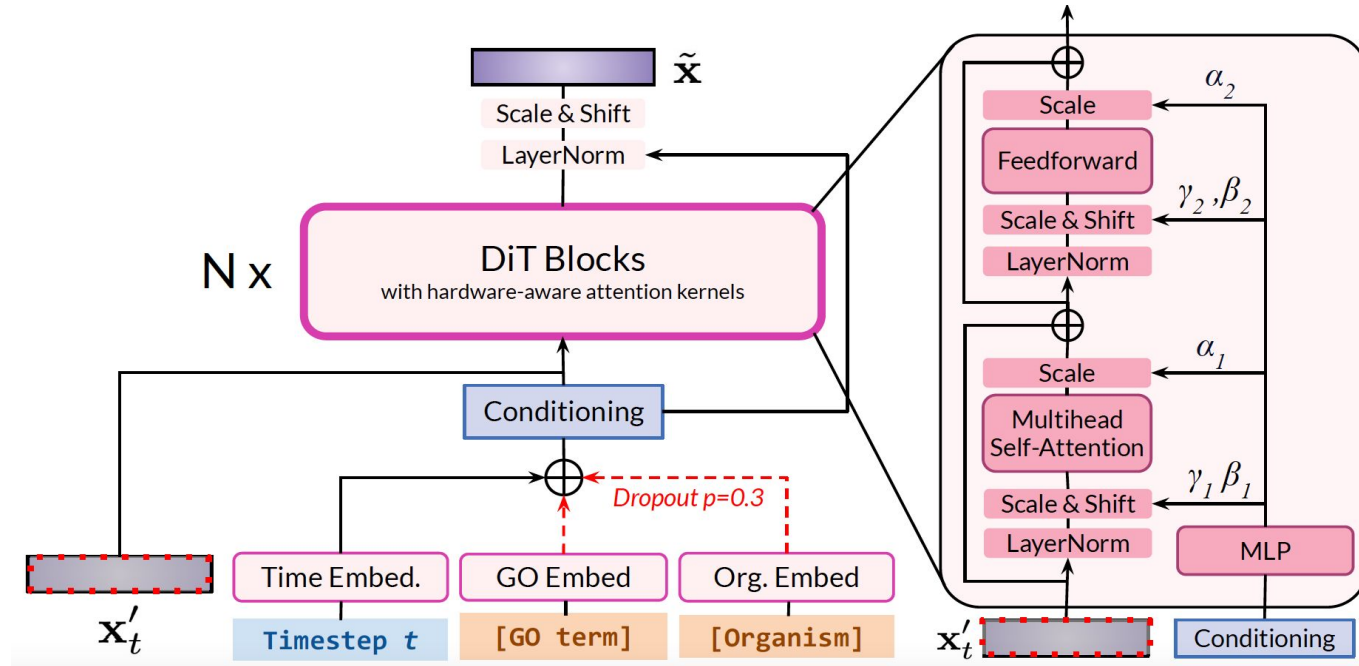 x̃
Scale & Shift
LayerNorm
N x
DiT Blocks
with hardware-aware attention kernels
Conditioning
Dropout p=0.3
Time Embed.
GO Embed
Org. Embed
x′ₜ
Timestep t
[GO term]
[Organism]
Scale
α₂
Feedforward
γ₂ ,β₂
Scale & Shift
LayerNorm
α₁
Scale
Multihead
Self-Attention
γ₁ β₁
Scale & Shift
LayerNorm
MLP
x′ₜ
Conditioning